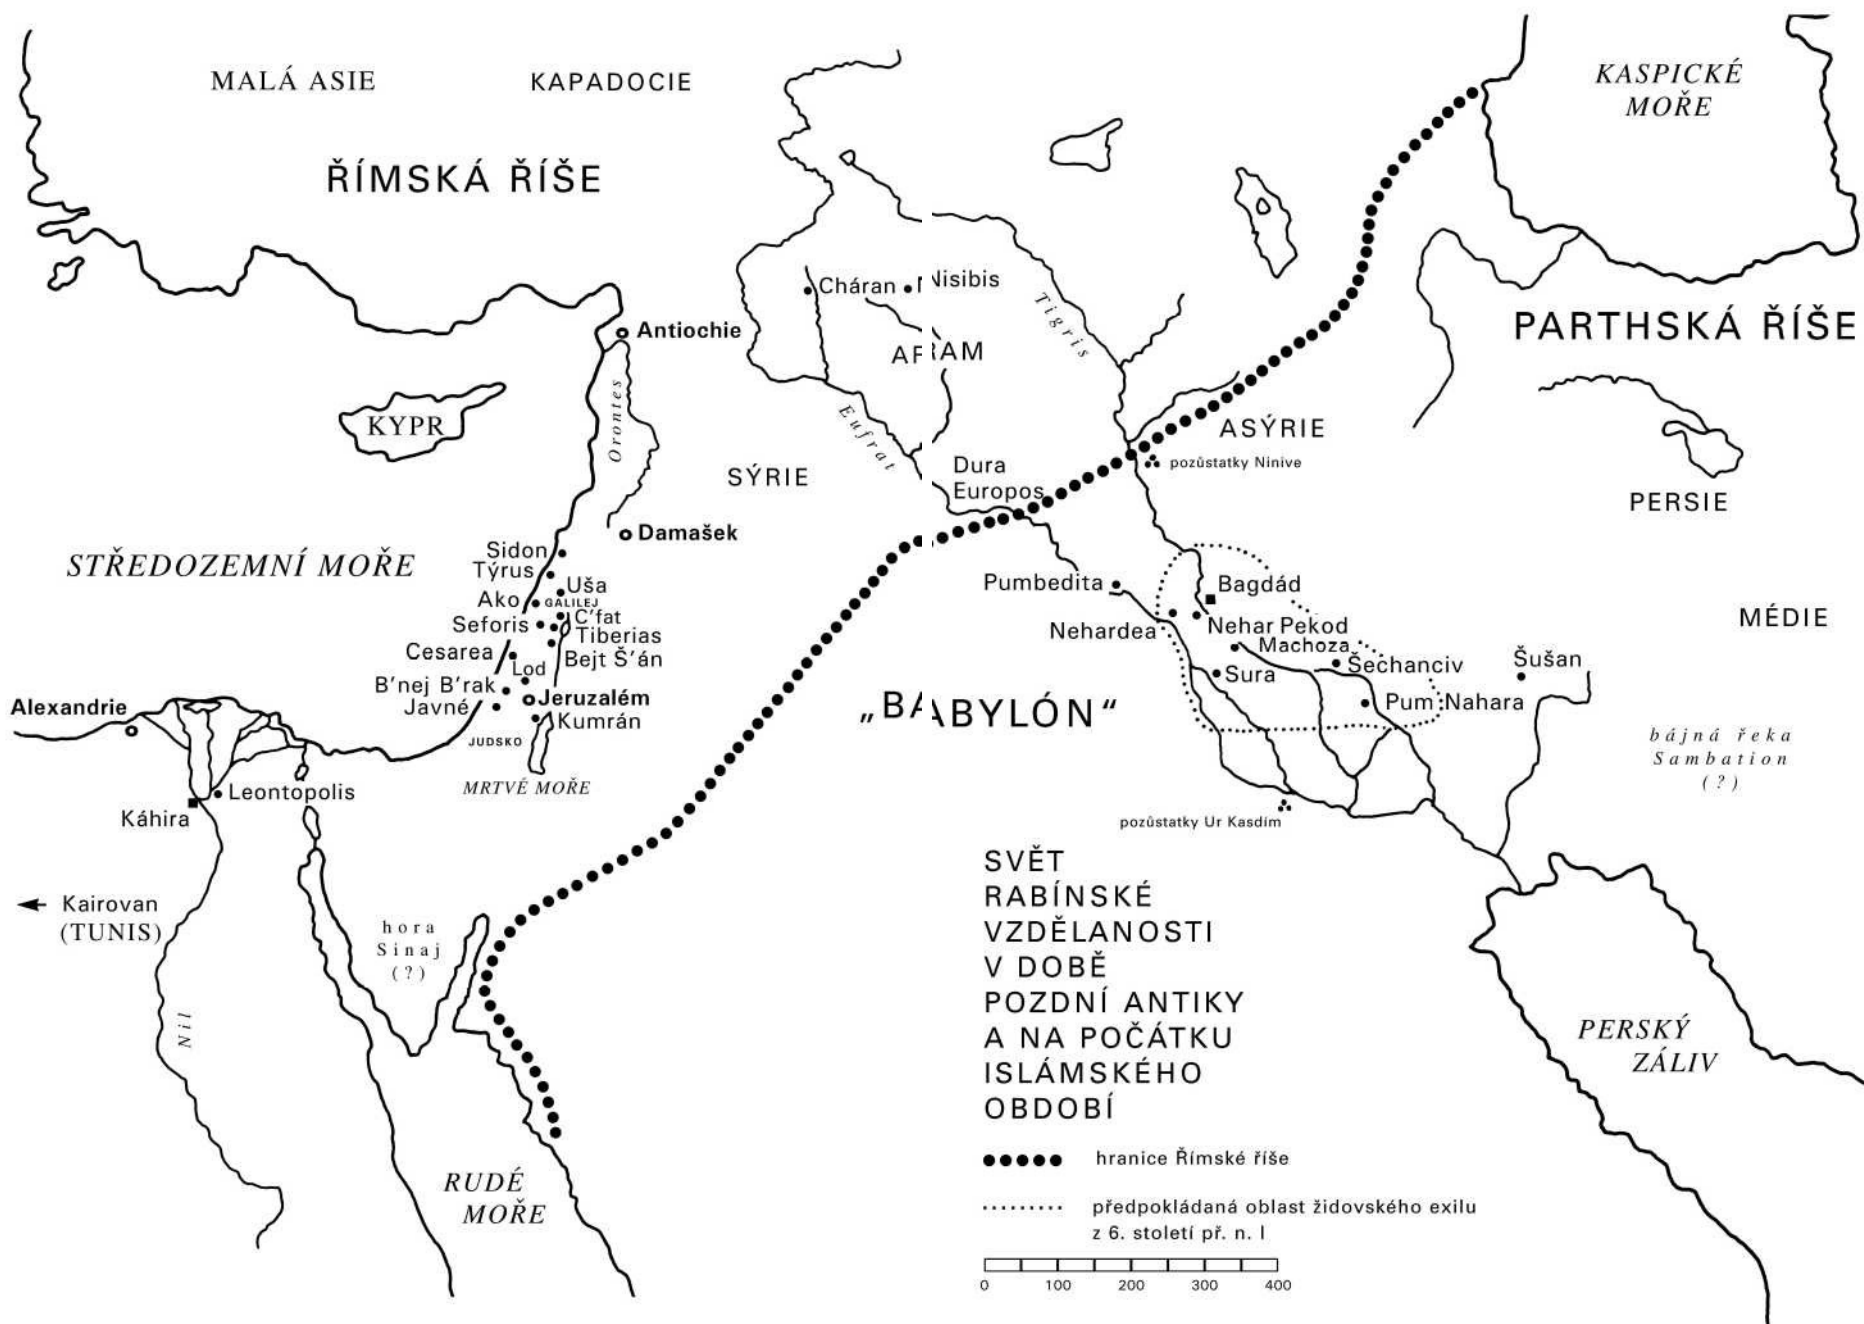 MALÁ ASIE
KAPADOCIE
KASPICKÉ
MOŘE
ŘÍMSKÁ ŘÍŠE
Cháran
Nisibis
Tigris
PARTHSKÁ ŘÍŠE
Antiochie
ARAM
Orontes
KYPR
Eufrat
ASÝRIE
pozůstatky Ninive
SÝRIE
Dura
Europos
PERSIE
Damašek
STŘEDOZEMNÍ MOŘE
Sidon
Týrus
Uša
Ako
GALILEJ
C'fat
Seforis
Tiberias
Cesarea
Bejt Š'án
Lod
B'nej B'rak
Jeruzalém
Javné
Kumrán
JUDSKO
MRTVÉ MOŘE
Pumbedita
Bagdád
Nehardea
Nehar Pekod
Machoza
MÉDIE
Šechanciv
Šušan
Sura
Pum Nahara
„BABYLÓN“
Alexandrie
bájná řeka
Sambation
(?)
Leontopolis
Káhira
pozůstatky Ur Kasdím
Kairovan
(TUNIS)
hora
Sinaj
(?)
Nil
PERSKÝ
ZÁLIV
RUDÉ
MOŘE
SVĚT
RABÍNSKÉ
VZDĚLANOSTI
V DOBĚ
POZDNÍ ANTIKY
A NA POČÁTKU
ISLÁMSKÉHO
OBDOBÍ
hranice Římské říše
předpokládaná oblast židovského exilu
z 6. století př. n. l
0 100 200 300 400